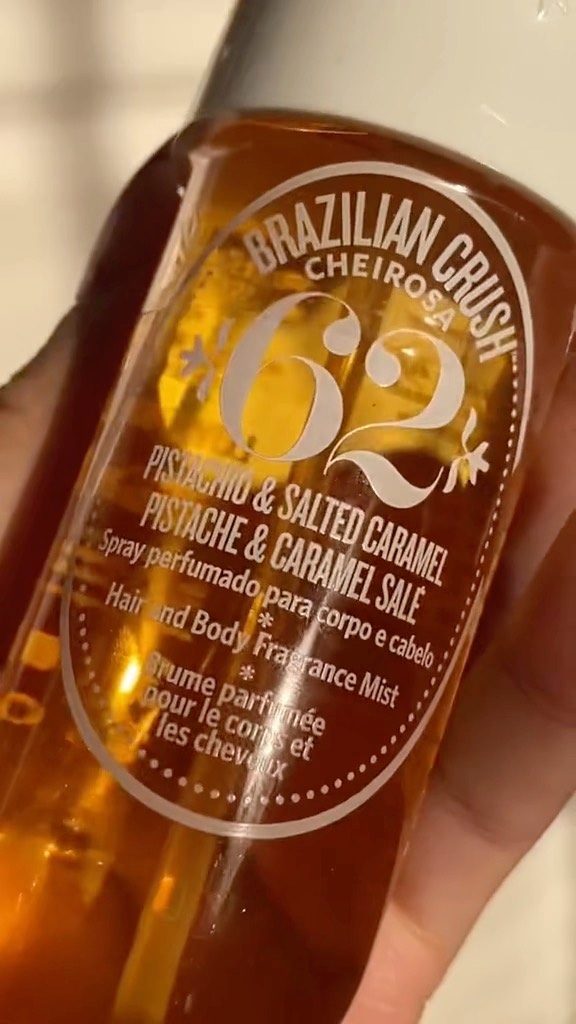 BRAZILIAN CRUSH™
CHEIROSA
62
PISTACHIO & SALTED CARAMEL
PISTACHE & CARAMEL SALÉ
Spray perfumado para corpo e cabelo
*
Hair and Body Fragrance Mist
*
Brume parfumée
pour le corps et
les cheveux